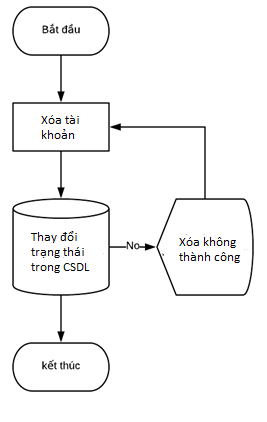 Bắt đầu
Xóa tài
khoản
Thay đổi
trạng thái
trong CSDL
No
Xóa không
thành công
kết thúc